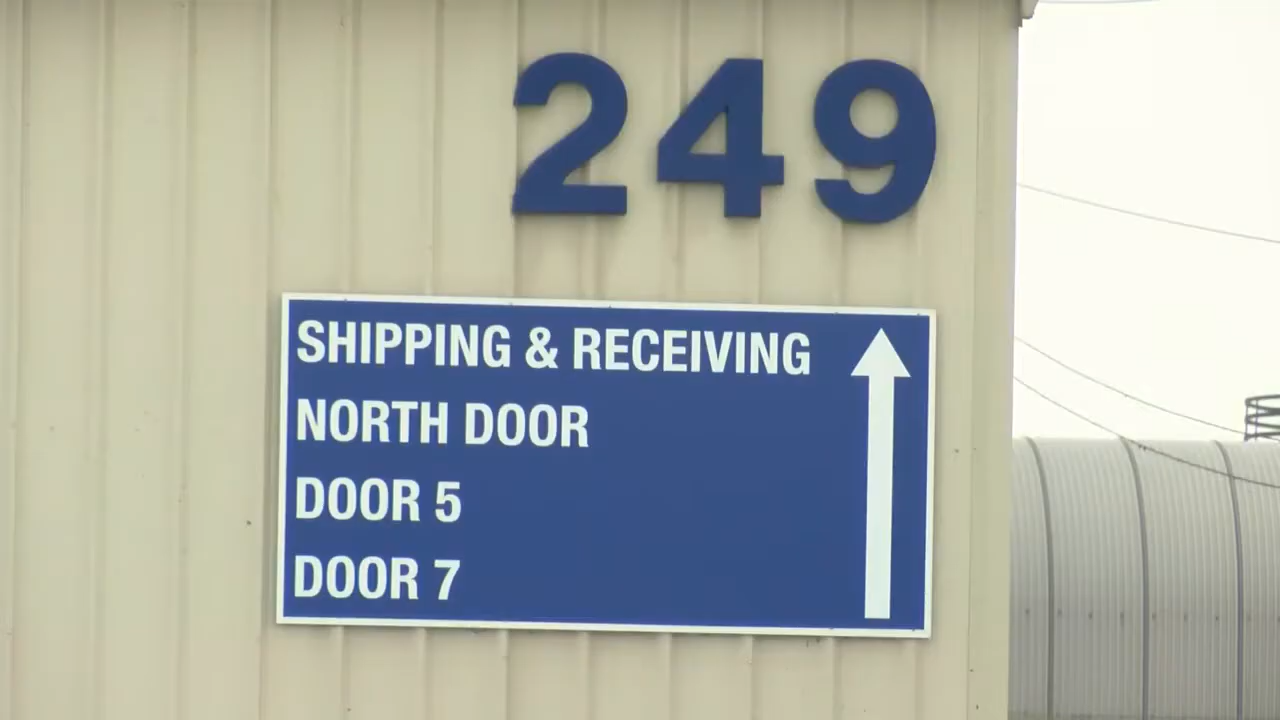 249
SHIPPING & RECEIVING
NORTH DOOR
DOOR 5
DOOR 7